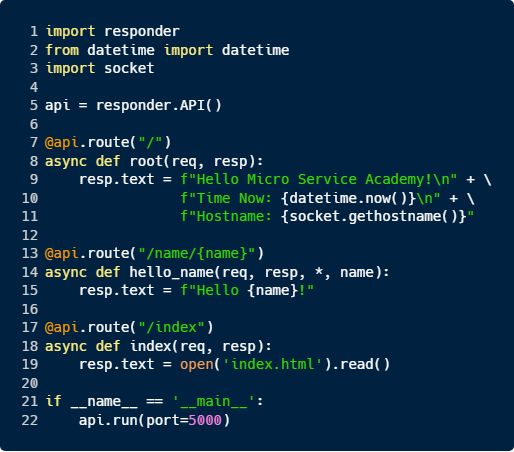 1 import responder
2 from datetime import datetime
3 import socket
4
5 api = responder.API()
6
7 @api.route("/")
8 async def root(req, resp):
9     resp.text = f"Hello Micro Service Academy!\n" + \
10                 f"Time Now: {datetime.now()}\n" + \
11                 f"Hostname: {socket.gethostname()}"
12
13 @api.route("/name/{name}")
14 async def hello_name(req, resp, *, name):
15     resp.text = f"Hello {name}!"
16
17 @api.route("/index")
18 async def index(req, resp):
19     resp.text = open('index.html').read()
20
21 if __name__ == '__main__':
22     api.run(port=5000)